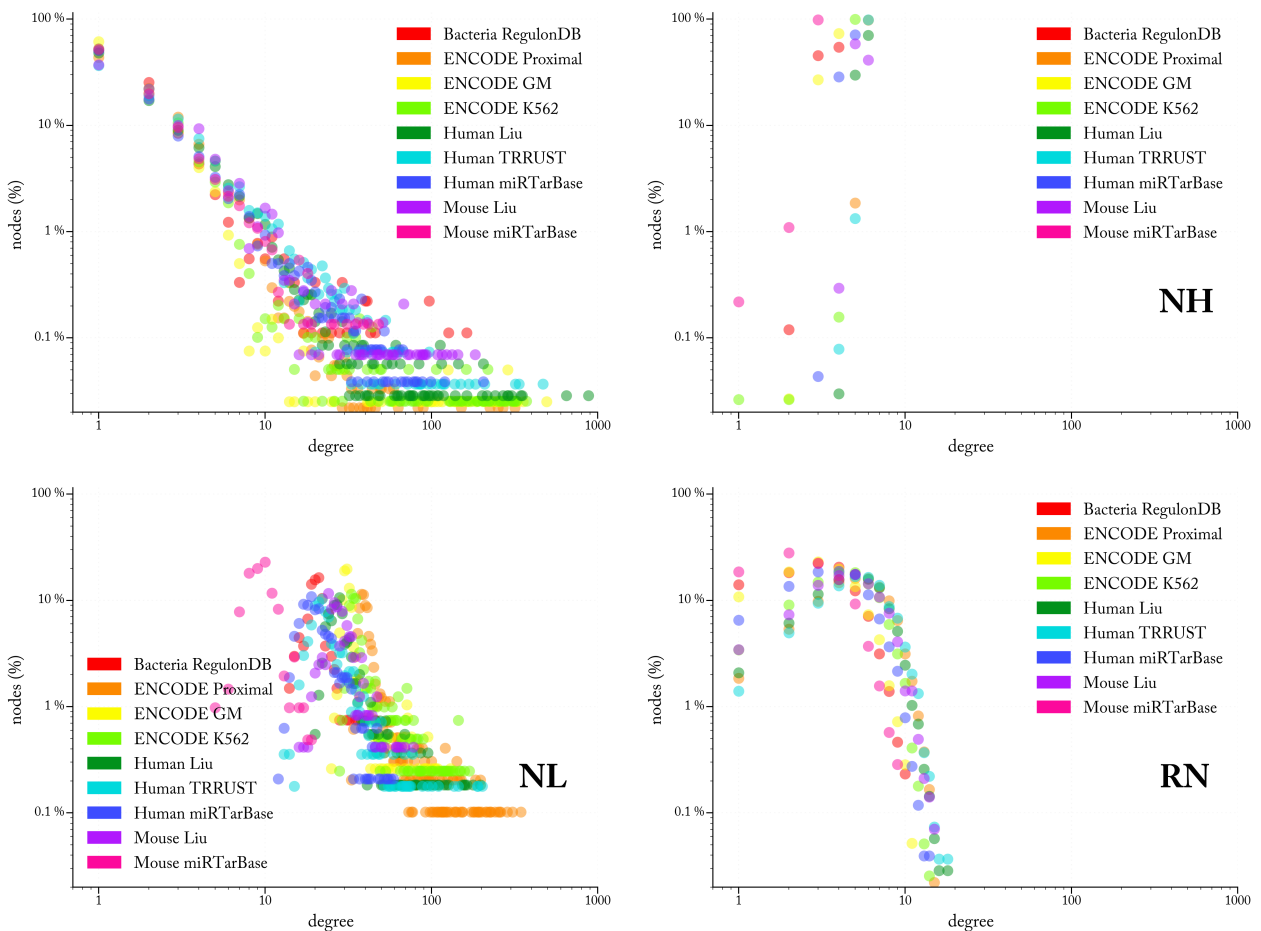 100 %
10 %
1 %
0.1 %
nodes (%)
1
10
100
1000
degree
Bacteria RegulonDB
ENCODE Proximal
ENCODE GM
ENCODE K562
Human Liu
Human TRRUST
Human miRTarBase
Mouse Liu
Mouse miRTarBase
100 %
10 %
1 %
0.1 %
nodes (%)
1
10
100
1000
degree
Bacteria RegulonDB
ENCODE Proximal
ENCODE GM
ENCODE K562
Human Liu
Human TRRUST
Human miRTarBase
Mouse Liu
Mouse miRTarBase
NH
100 %
10 %
1 %
0.1 %
nodes (%)
1
10
100
1000
degree
Bacteria RegulonDB
ENCODE Proximal
ENCODE GM
ENCODE K562
Human Liu
Human TRRUST
Human miRTarBase
Mouse Liu
Mouse miRTarBase
NL
100 %
10 %
1 %
0.1 %
nodes (%)
1
10
100
1000
degree
Bacteria RegulonDB
ENCODE Proximal
ENCODE GM
ENCODE K562
Human Liu
Human TRRUST
Human miRTarBase
Mouse Liu
Mouse miRTarBase
RN